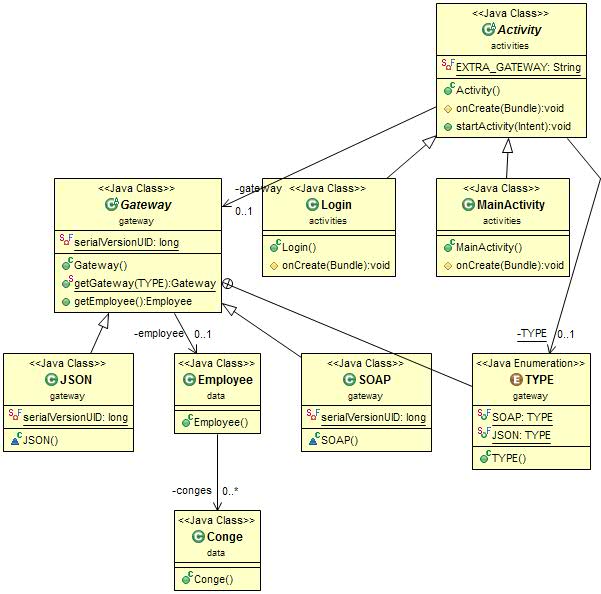 <<Java Class>>
Activity
activities
EXTRA_GATEWAY: String
Activity()
onCreate(Bundle):void
startActivity(Intent):void
-gateway
0..1
<<Java Class>>
Gateway
gateway
serialVersionUID: long
Gateway()
getGateway(TYPE):Gateway
getEmployee():Employee
<<Java Class>>
Login
activities
Login()
onCreate(Bundle):void
<<Java Class>>
MainActivity
activities
MainActivity()
onCreate(Bundle):void
-employee
0..1
-TYPE
0..1
<<Java Class>>
JSON
gateway
serialVersionUID: long
JSON()
<<Java Class>>
Employee
data
Employee()
<<Java Class>>
SOAP
gateway
serialVersionUID: long
SOAP()
<<Java Enumeration>>
TYPE
gateway
SOAP: TYPE
JSON: TYPE
TYPE()
-conges
0..*
<<Java Class>>
Conge
data
Conge()